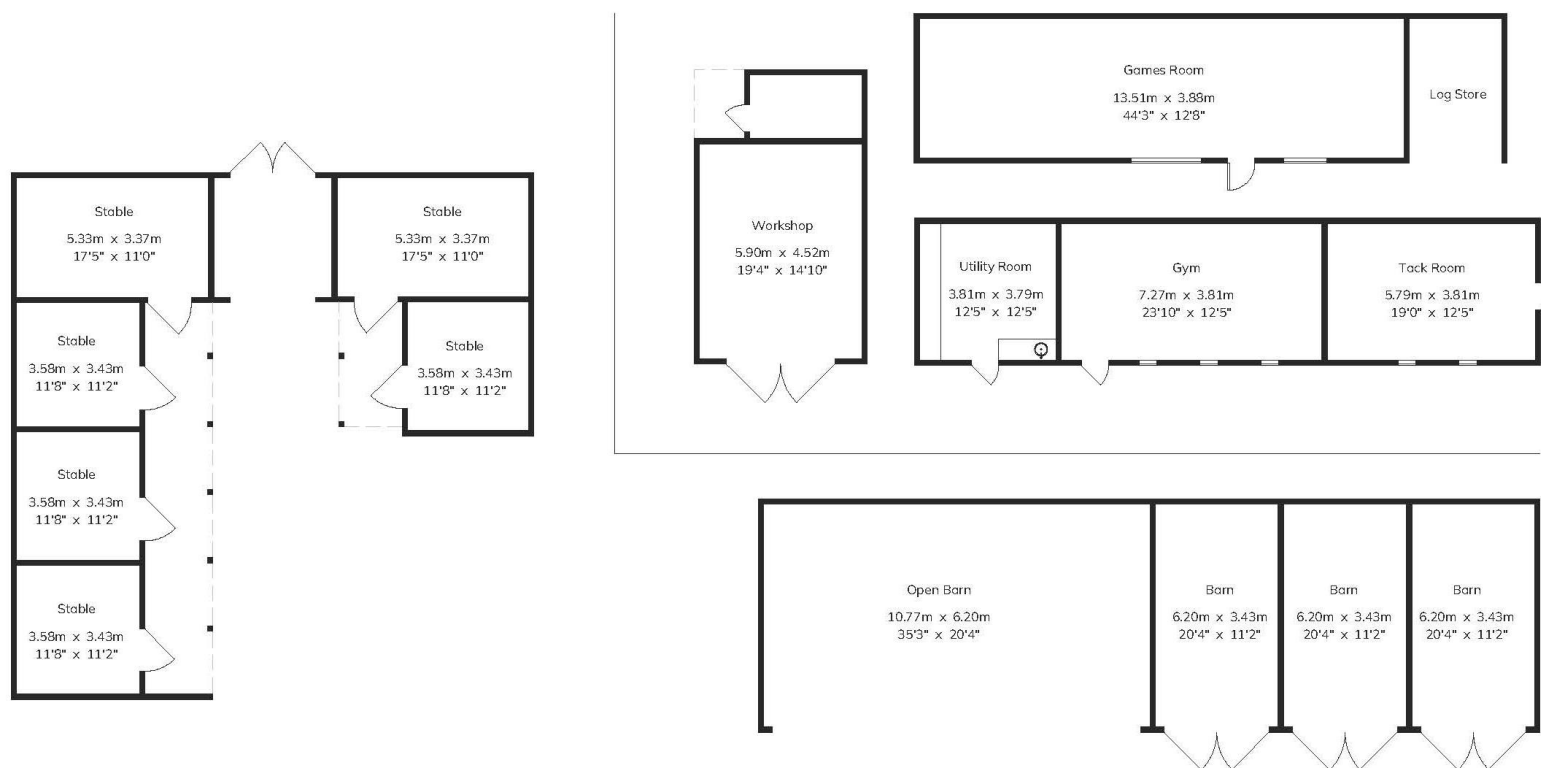 Games Room
13.51m x 3.88m
44'3" x 12'8"
Log Store
Stable
5.33m x 3.37m
17'5" x 11'0"
Stable
5.33m x 3.37m
17'5" x 11'0"
Workshop
5.90m x 4.52m
19'4" x 14'10"
Utility Room
3.81m x 3.79m
12'5" x 12'5"
Gym
7.27m x 3.81m
23'10" x 12'5"
Tack Room
5.79m x 3.81m
19'0" x 12'5"
Stable
3.58m x 3.43m
11'8" x 11'2"
Stable
3.58m x 3.43m
11'8" x 11'2"
Stable
3.58m x 3.43m
11'8" x 11'2"
Stable
3.58m x 3.43m
11'8" x 11'2"
Open Barn
10.77m x 6.20m
35'3" x 20'4"
Barn
6.20m x 3.43m
20'4" x 11'2"
Barn
6.20m x 3.43m
20'4" x 11'2"
Barn
6.20m x 3.43m
20'4" x 11'2"